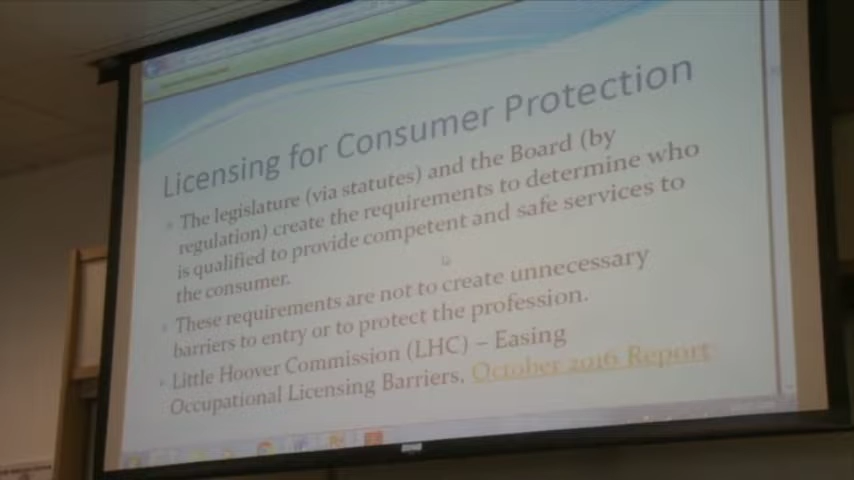 Licensing for Consumer Protection
The legislature (via statutes) and the Board (by
regulation) create the requirements to determine who
is qualified to provide competent and safe services to
the consumer.
These requirements are not to create unnecessary
barriers to entry or to protect the profession.
Little Hoover Commission (LHC) – Easing
Occupational Licensing Barriers. October 2016 Report